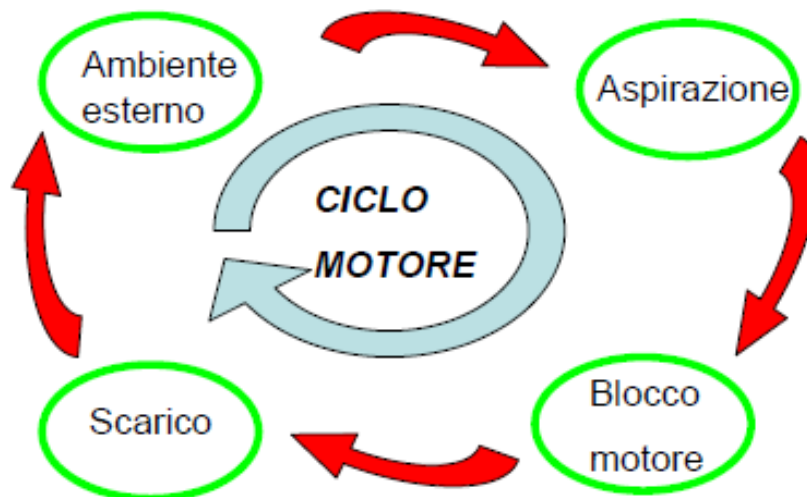 Ambiente
esterno
Aspirazione
CICLO
MOTORE
Scarico
Blocco
motore